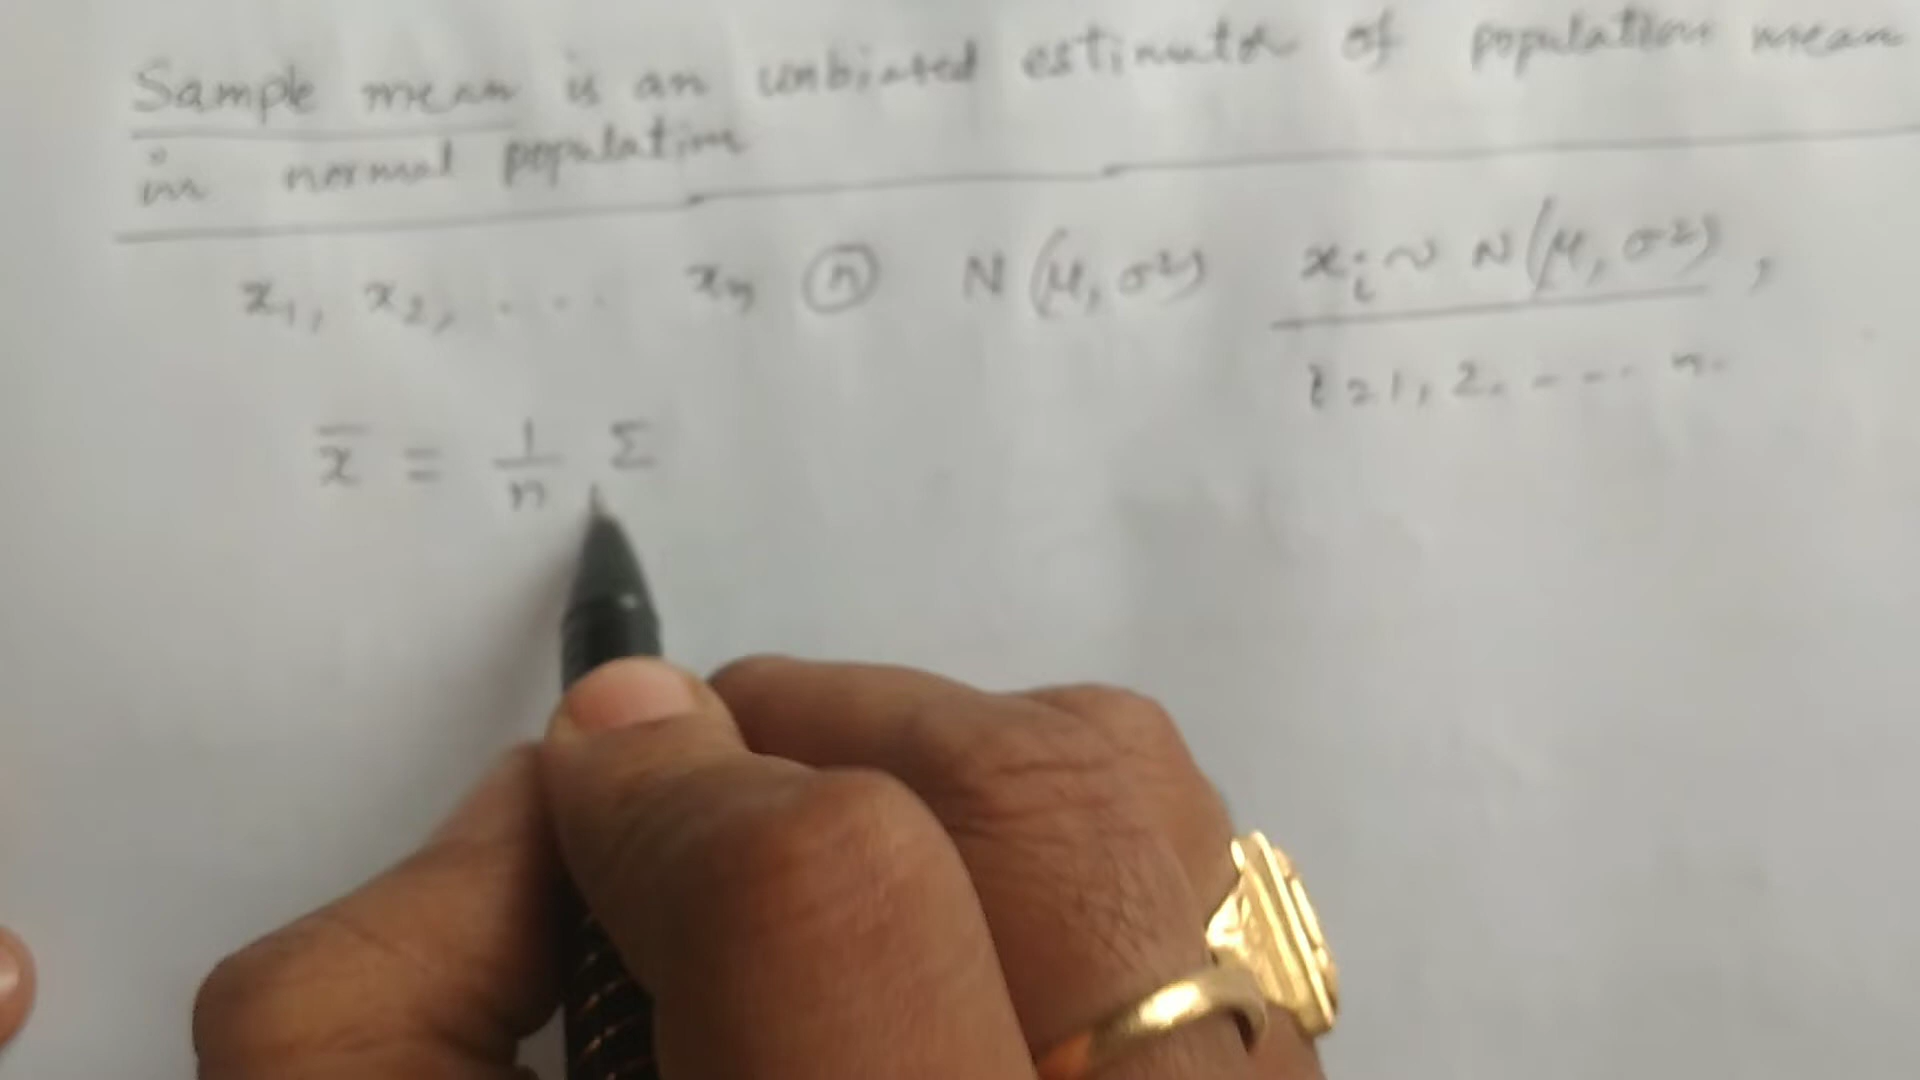 Sample mean is an unbiased estimator of population mean
in normal population
x₁, x₂, .... xₙ ⓝ N(μ, σ²) xᵢ ~ N(μ, σ²),
i=1, 2, ---- n.
x̄ = 1/n Σ